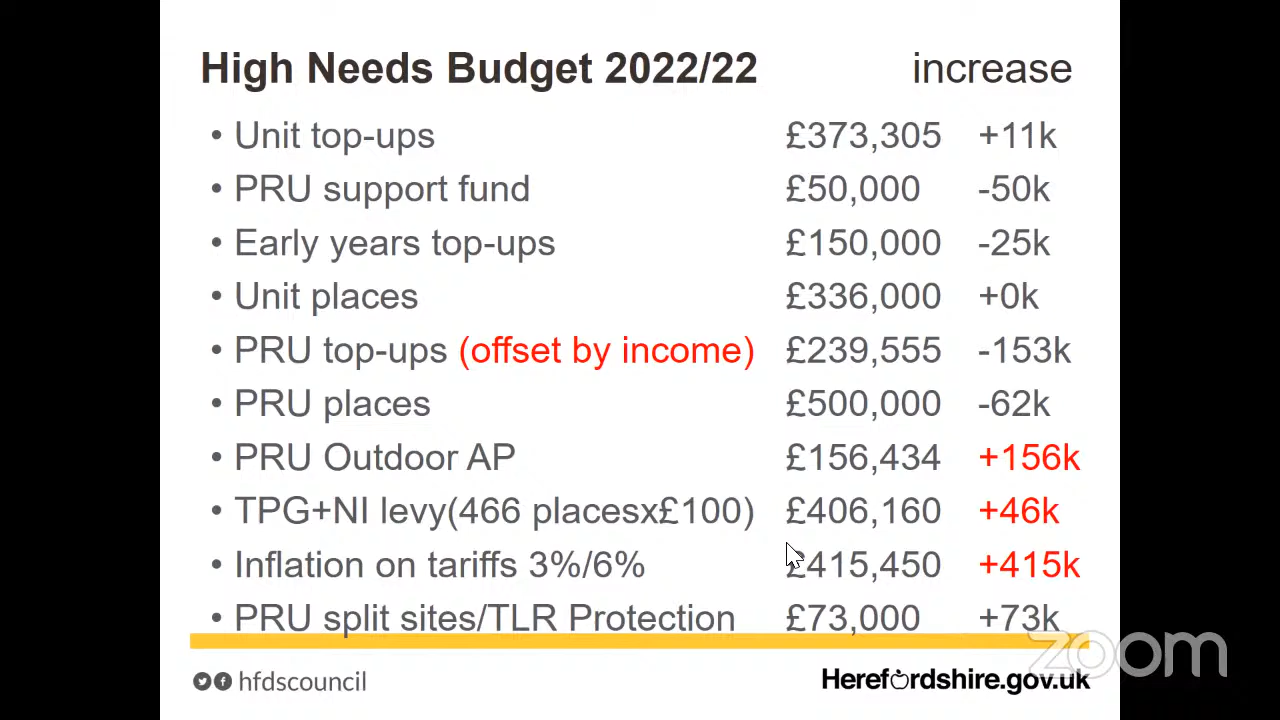 High Needs Budget 2022/22 increase
• Unit top-ups £373,305 +11k
• PRU support fund £50,000 -50k
• Early years top-ups £150,000 -25k
• Unit places £336,000 +0k
• PRU top-ups (offset by income) £239,555 -153k
• PRU places £500,000 -62k
• PRU Outdoor AP £156,434 +156k
• TPG+NI levy(466 placesx£100) £406,160 +46k
• Inflation on tariffs 3%/6% £415,450 +415k
• PRU split sites/TLR Protection £73,000 +73k
zoom
hfdscouncil Herefordshire.gov.uk